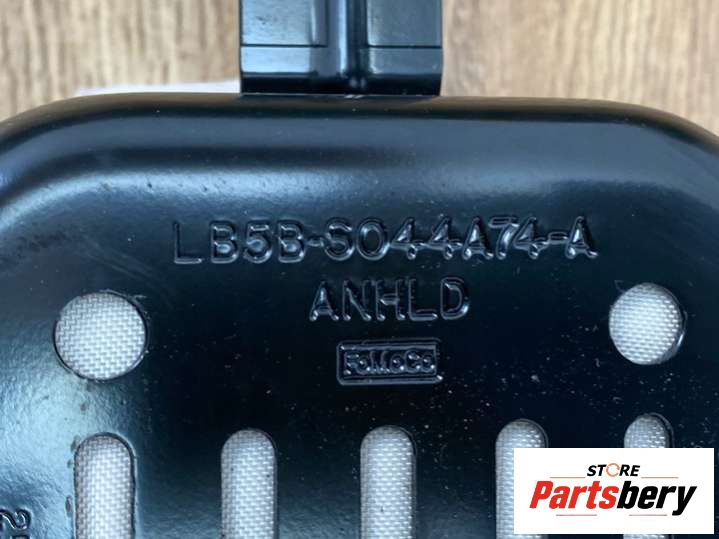 LB5B-S044A74-A
ANHLD
FoMoCo
STORE
Partsbery